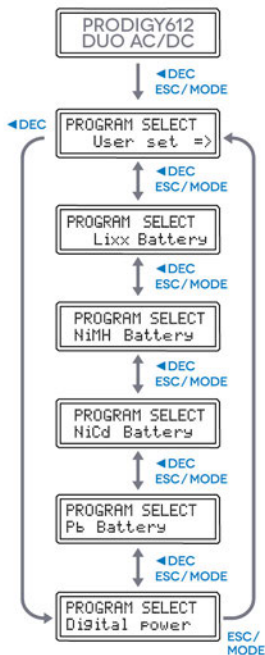 PRODIGY612
DUO AC/DC
◄DEC
ESC/MODE
◄DEC
PROGRAM SELECT
User set =>
◄DEC
ESC/MODE
PROGRAM SELECT
Lixx Battery
◄DEC
ESC/MODE
PROGRAM SELECT
NiMH Battery
◄DEC
ESC/MODE
PROGRAM SELECT
NiCd Battery
◄DEC
ESC/MODE
PROGRAM SELECT
Pb Battery
◄DEC
ESC/MODE
PROGRAM SELECT
Digital power
ESC/
MODE